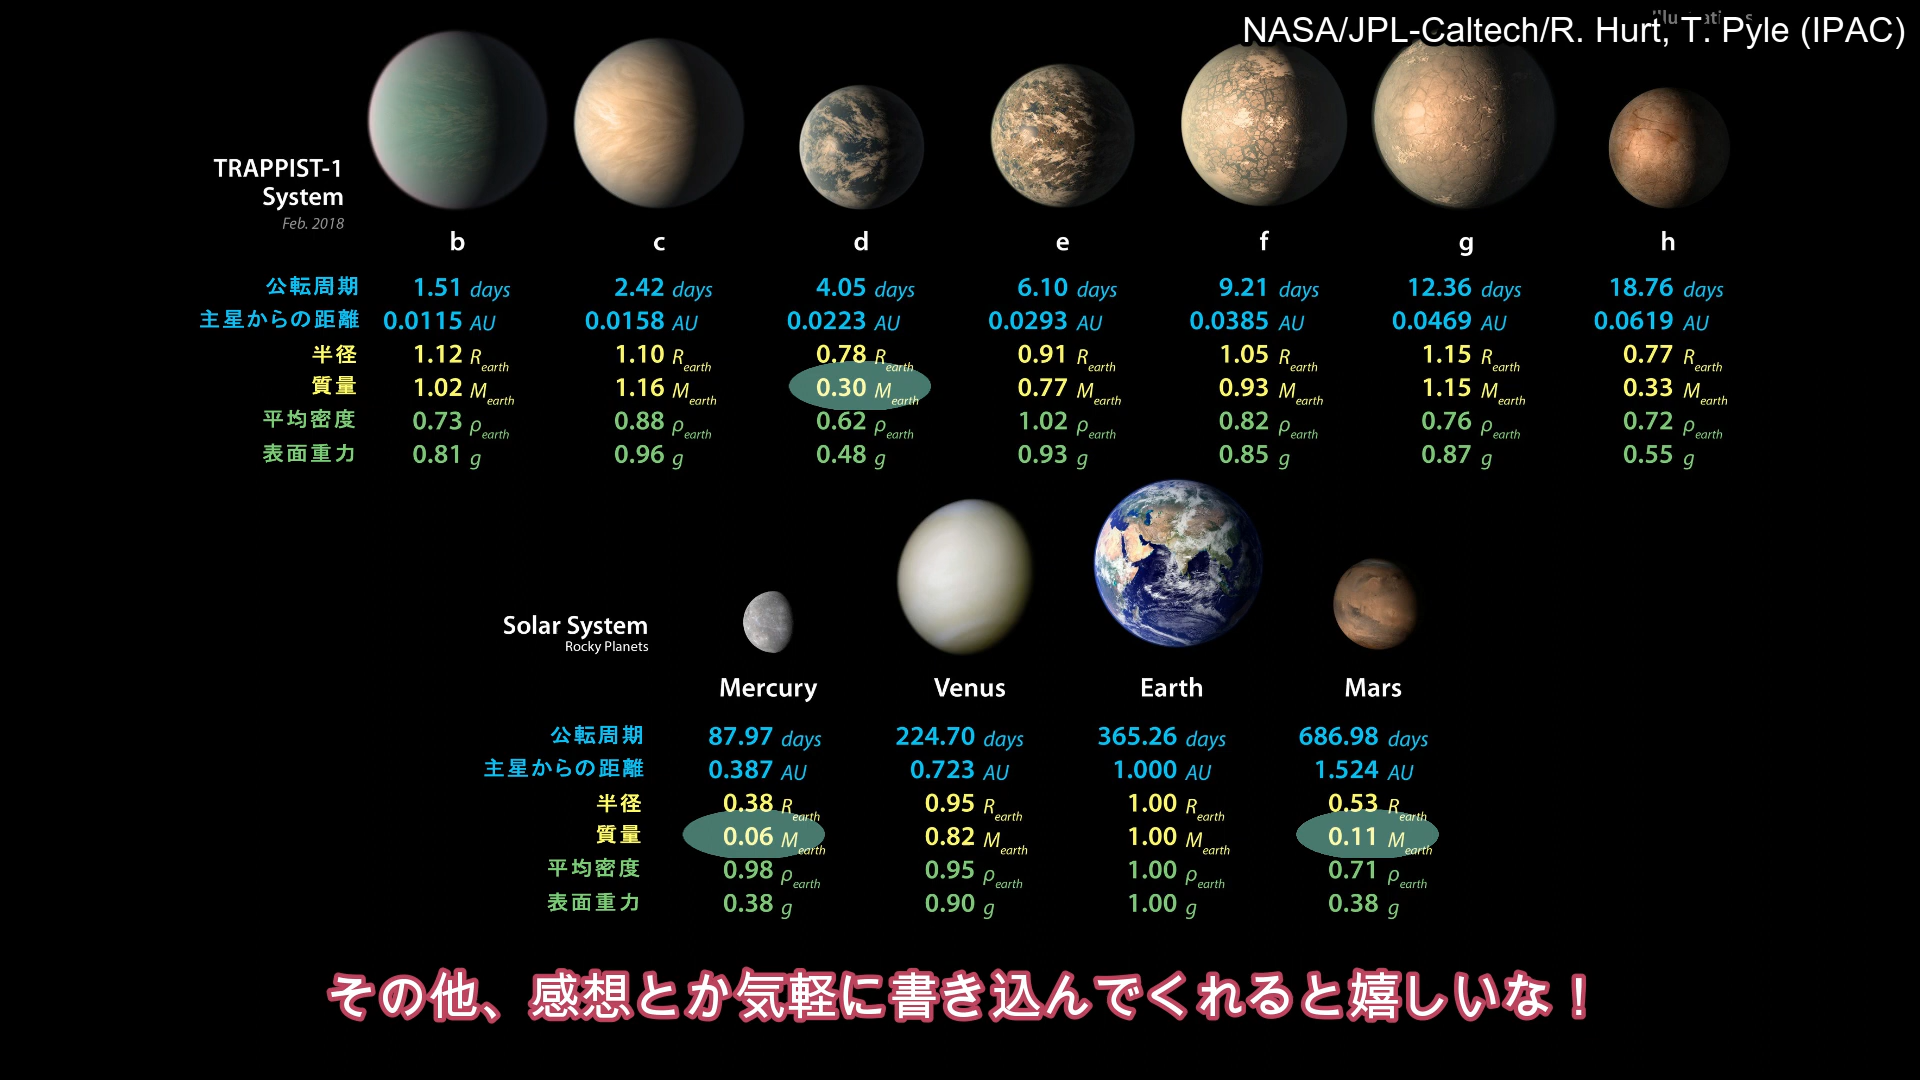 NASA/JPL-Caltech/R. Hurt, T. Pyle (IPAC)
TRAPPIST-1
System
Feb. 2018
b c d e f g h
公転周期 1.51 days 2.42 days 4.05 days 6.10 days 9.21 days 12.36 days 18.76 days
主星からの距離 0.0115 AU 0.0158 AU 0.0223 AU 0.0293 AU 0.0385 AU 0.0469 AU 0.0619 AU
半径 1.12 Rearth 1.10 Rearth 0.78 Rearth 0.91 Rearth 1.05 Rearth 1.15 Rearth 0.77 Rearth
質量 1.02 Mearth 1.16 Mearth 0.30 Mearth 0.77 Mearth 0.93 Mearth 1.15 Mearth 0.33 Mearth
平均密度 0.73 ρearth 0.88 ρearth 0.62 ρearth 1.02 ρearth 0.82 ρearth 0.76 ρearth 0.72 ρearth
表面重力 0.81 g 0.96 g 0.48 g 0.93 g 0.85 g 0.87 g 0.55 g
Solar System
Rocky Planets
Mercury Venus Earth Mars
公転周期 87.97 days 224.70 days 365.26 days 686.98 days
主星からの距離 0.387 AU 0.723 AU 1.000 AU 1.524 AU
半径 0.38 Rearth 0.95 Rearth 1.00 Rearth 0.53 Rearth
質量 0.06 Mearth 0.82 Mearth 1.00 Mearth 0.11 Mearth
平均密度 0.98 ρearth 0.95 ρearth 1.00 ρearth 0.71 ρearth
表面重力 0.38 g 0.90 g 1.00 g 0.38 g
その他、感想とか気軽に書き込んでくれると嬉しいな！